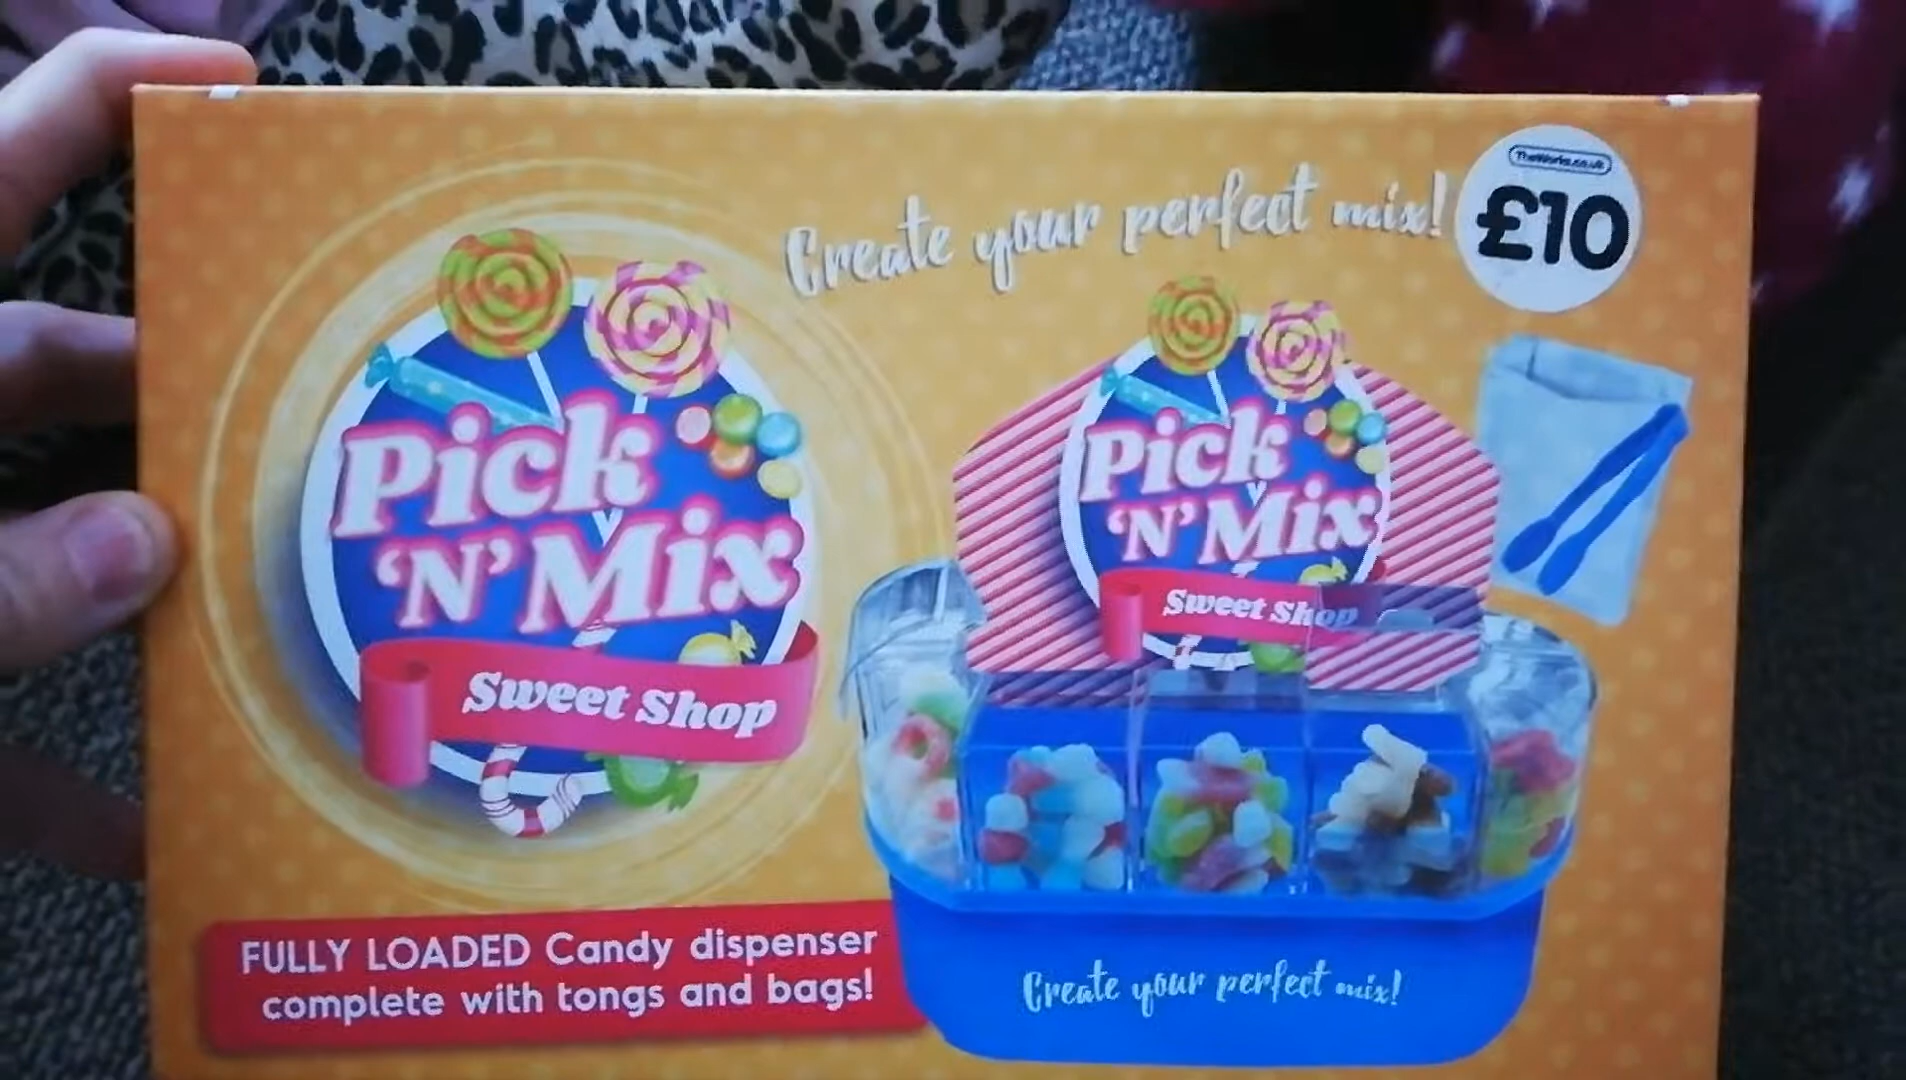 Create your perfect mix!
TheWorks.co.uk
£10
Pick
'N' Mix
Sweet Shop
Pick
'N' Mix
Sweet Shop
FULLY LOADED Candy dispenser
complete with tongs and bags!
Create your perfect mix!